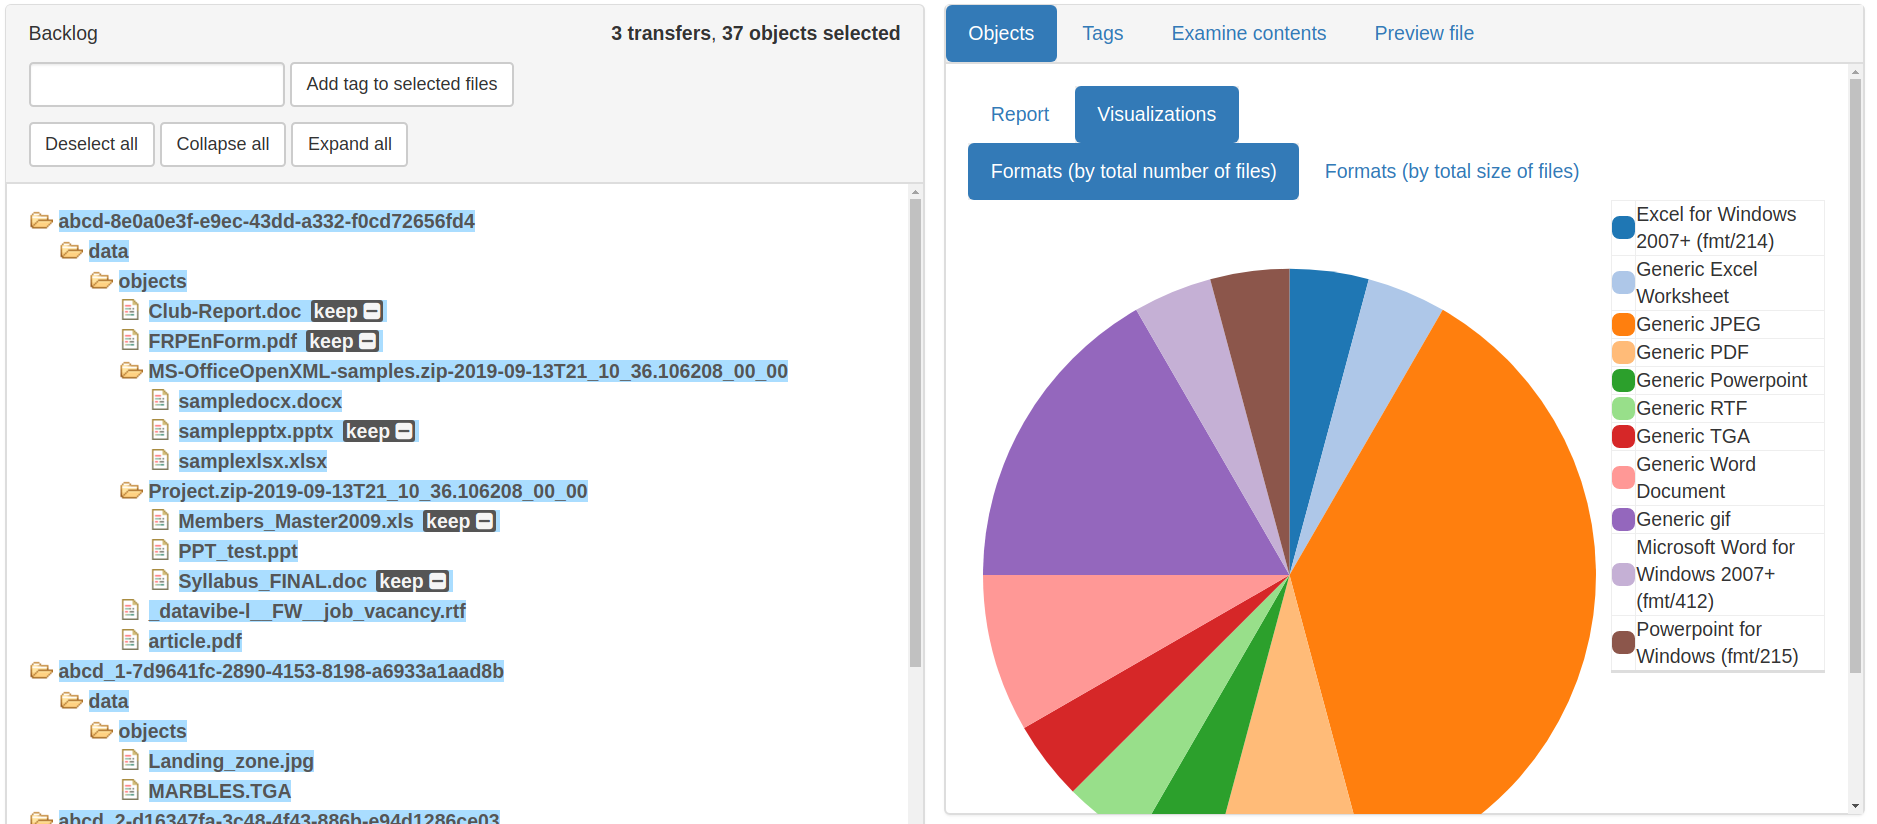 Backlog
3 transfers, 37 objects selected
Add tag to selected files
Deselect all
Collapse all
Expand all
abcd-8e0a0e3f-e9ec-43dd-a332-f0cd72656fd4
data
objects
Club-Report.doc keep
FRPEnForm.pdf keep
MS-OfficeOpenXML-samples.zip-2019-09-13T21_10_36.106208_00_00
sampledocx.docx
samplepptx.pptx keep
samplexlsx.xlsx
Project.zip-2019-09-13T21_10_36.106208_00_00
Members_Master2009.xls keep
PPT_test.ppt
Syllabus_FINAL.doc keep
_datavibe-l__FW__job_vacancy.rtf
article.pdf
abcd_1-7d9641fc-2890-4153-8198-a6933a1aad8b
data
objects
Landing_zone.jpg
MARBLES.TGA
abcd_2-d16347fa-3c48-4f43-886b-e94d1286ce03
Objects
Tags
Examine contents
Preview file
Report
Visualizations
Formats (by total number of files)
Formats (by total size of files)
Excel for Windows
2007+ (fmt/214)
Generic Excel
Worksheet
Generic JPEG
Generic PDF
Generic Powerpoint
Generic RTF
Generic TGA
Generic Word
Document
Generic gif
Microsoft Word for
Windows 2007+
(fmt/412)
Powerpoint for
Windows (fmt/215)